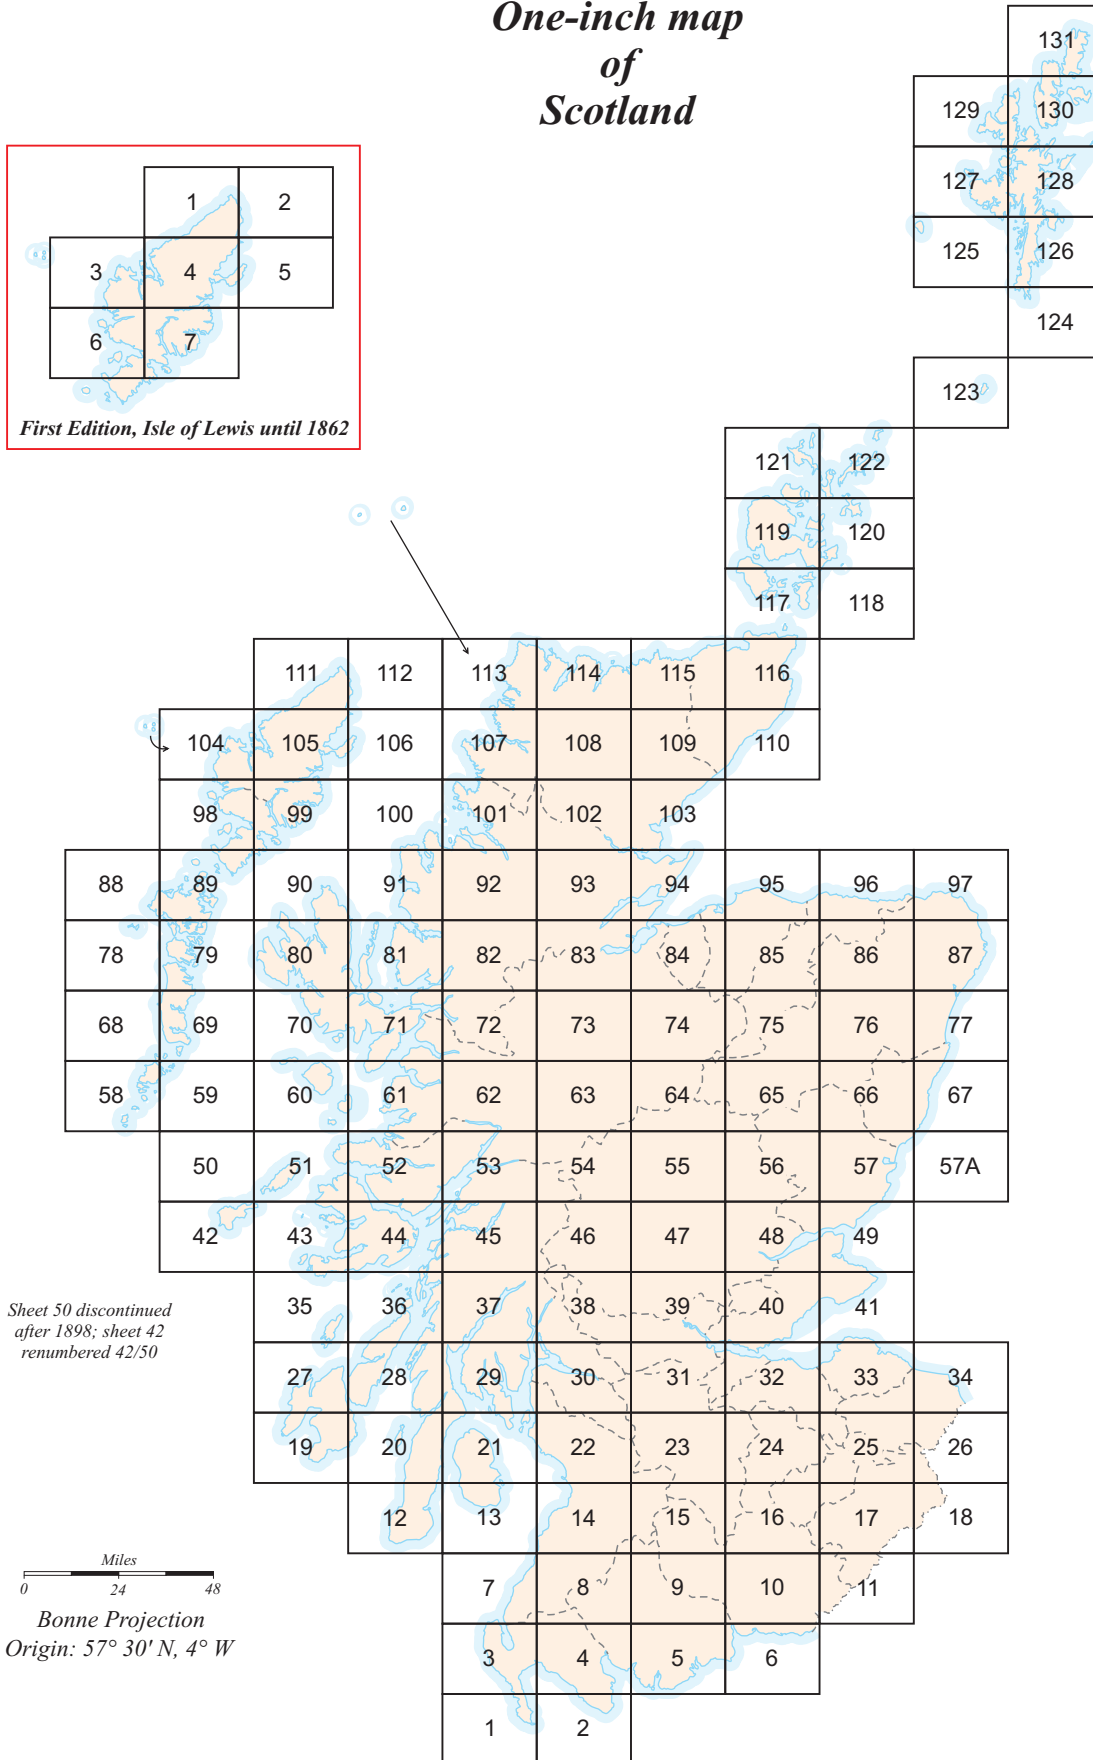 One-inch map
of
Scotland
131
129 130
127 128
125 126
124
123
1 2
3 4 5
6 7
First Edition, Isle of Lewis until 1862
121 122
119 120
117 118
111 112 113 114 115 116
104 105 106 107 108 109 110
98 99 100 101 102 103
88 89 90 91 92 93 94 95 96 97
78 79 80 81 82 83 84 85 86 87
68 69 70 71 72 73 74 75 76 77
58 59 60 61 62 63 64 65 66 67
50 51 52 53 54 55 56 57 57A
42 43 44 45 46 47 48 49
35 36 37 38 39 40 41
Sheet 50 discontinued
after 1898; sheet 42
renumbered 42/50
27 28 29 30 31 32 33 34
19 20 21 22 23 24 25 26
12 13 14 15 16 17 18
7 8 9 10 11
3 4 5 6
1 2
Miles
0 24 48
Bonne Projection
Origin: 57° 30' N, 4° W